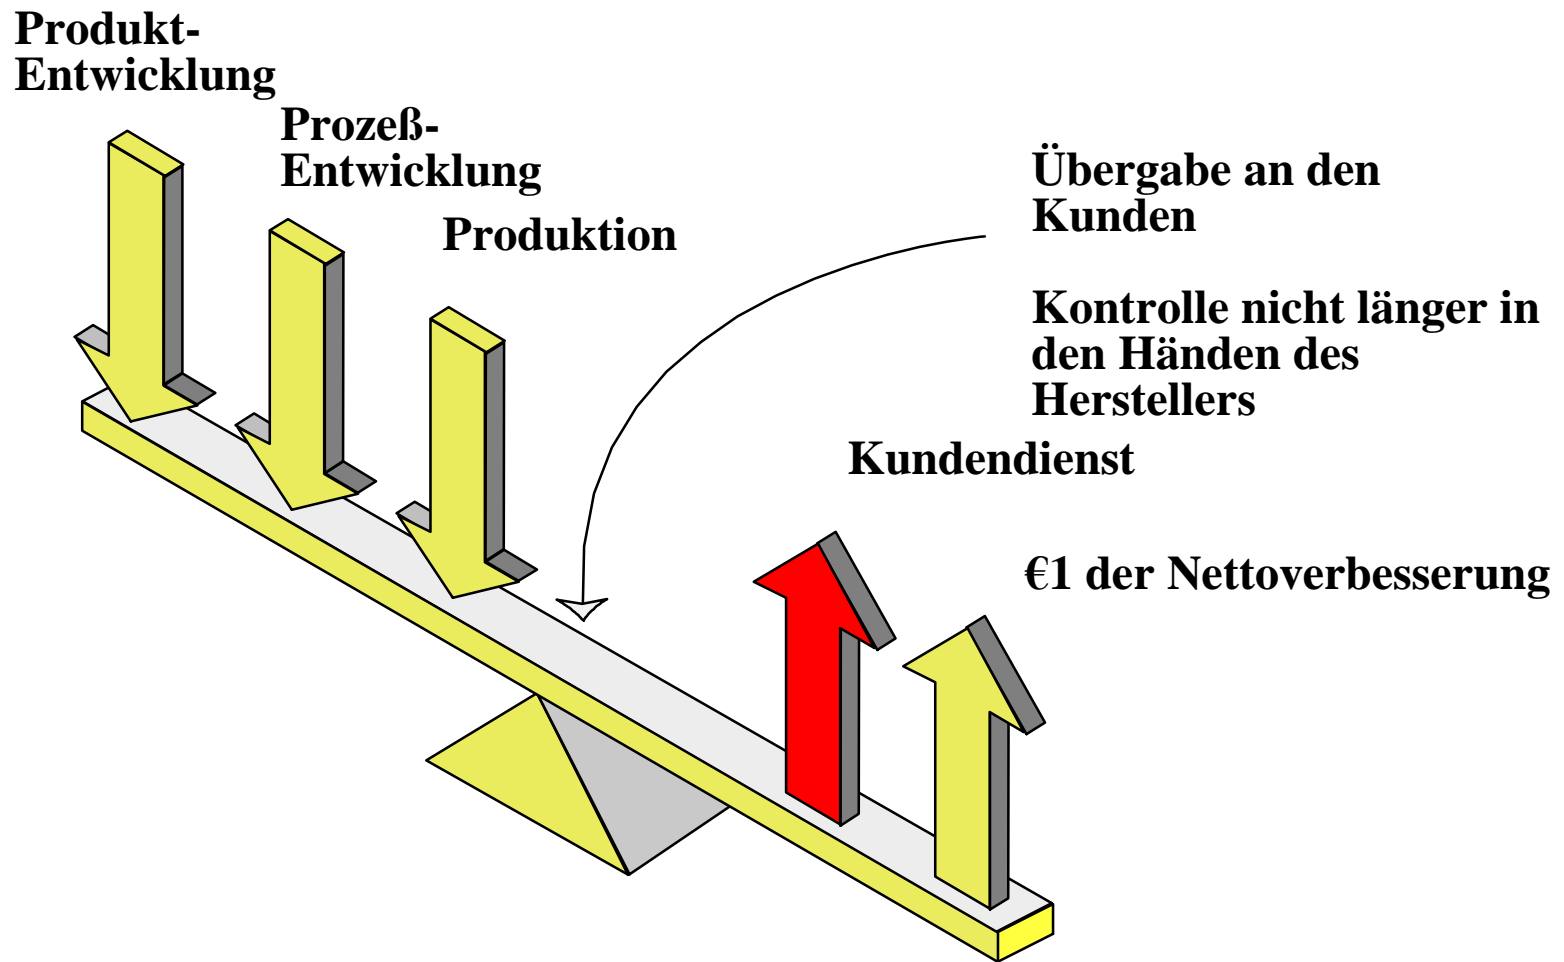 Produkt-
Entwicklung
Prozeß-
Entwicklung
Produktion
Übergabe an den
Kunden
Kontrolle nicht länger in
den Händen des
Herstellers
Kundendienst
€1 der Nettoverbesserung